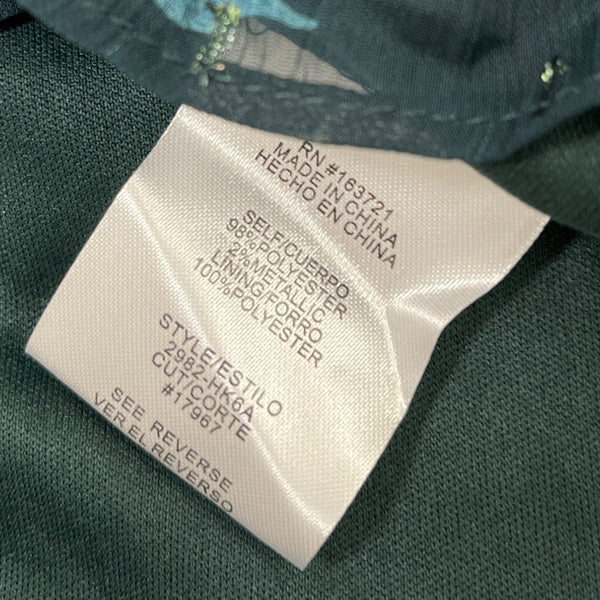 RN #163721
MADE IN CHINA
HECHO EN CHINA
SELF/CUERPO
98%POLYESTER
2%METALLIC
LINING/FORRO
100%POLYESTER
STYLE/ESTILO
2982-HK6A
CUT/CORTE
#17967
SEE REVERSE
VER EL REVERSO